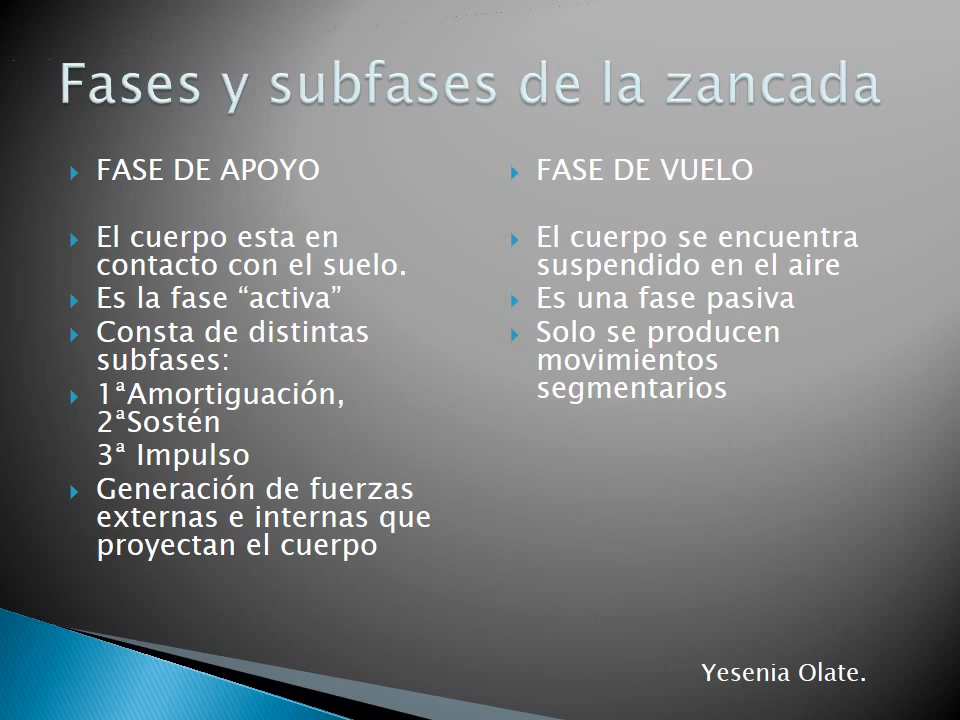 Fases y subfases de la zancada
FASE DE APOYO
El cuerpo esta en
contacto con el suelo.
Es la fase “activa”
Consta de distintas
subfases:
1ªAmortiguación,
2ªSostén
3ª Impulso
Generación de fuerzas
externas e internas que
proyectan el cuerpo
FASE DE VUELO
El cuerpo se encuentra
suspendido en el aire
Es una fase pasiva
Solo se producen
movimientos
segmentarios
Yesenia Olate.